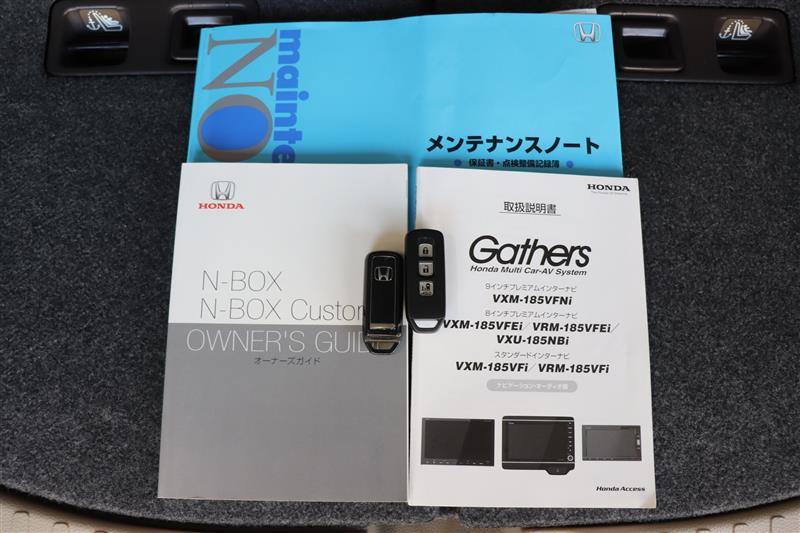 mainte
NO
メンテナンスノート
保証書・点検整備記録簿
HONDA
N-BOX
N-BOX Custom
OWNER'S GUID
オーナーズガイド
HONDA
取扱説明書
Gathers
Honda Multi Car-AV System
9インチプレミアムインターナビ
VXM-185VFNi
8インチプレミアムインターナビ
VXM-185VFEi/VRM-185VFEi/
VXU-185NBi
スタンダードインターナビ
VXM-185VFi/VRM-185VFi
ナビゲーション・オーディオ編
Honda Access